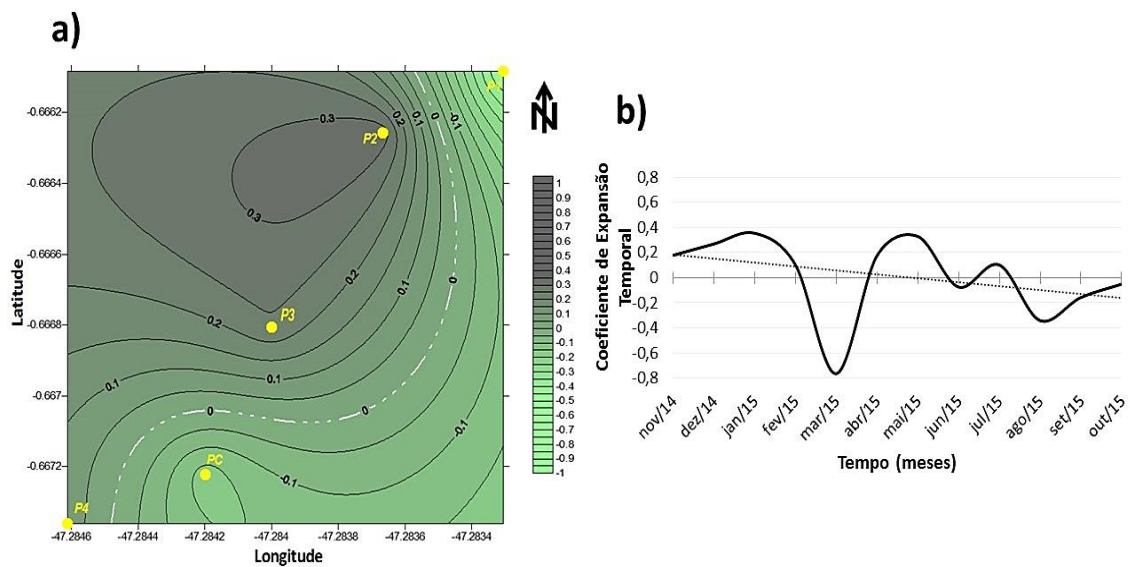 a)
-0.6662
-0.6664
-0.6666
-0.6668
-0.667
-0.6672
Latitude
-47.2846
-47.2844
-47.2842
-47.284
-47.2838
-47.2836
-47.2834
Longitude
P1
P2
P3
P4
PC
0.3
0.3
0.2
0.1
0
-0.1
0.2
0.1
0
0.2
0.1
0.1
0
0
-0.1
-0.1
N
1
0.9
0.8
0.7
0.6
0.5
0.4
0.3
0.2
0.1
0
-0.1
-0.2
-0.3
-0.4
-0.5
-0.6
-0.7
-0.8
-0.9
-1
b)
Coeficiente de Expansão
Temporal
0,8
0,6
0,4
0,2
0
-0,2
-0,4
-0,6
-0,8
nov/14
dez/14
jan/15
fev/15
mar/15
abr/15
mai/15
jun/15
jul/15
ago/15
set/15
out/15
Tempo (meses)